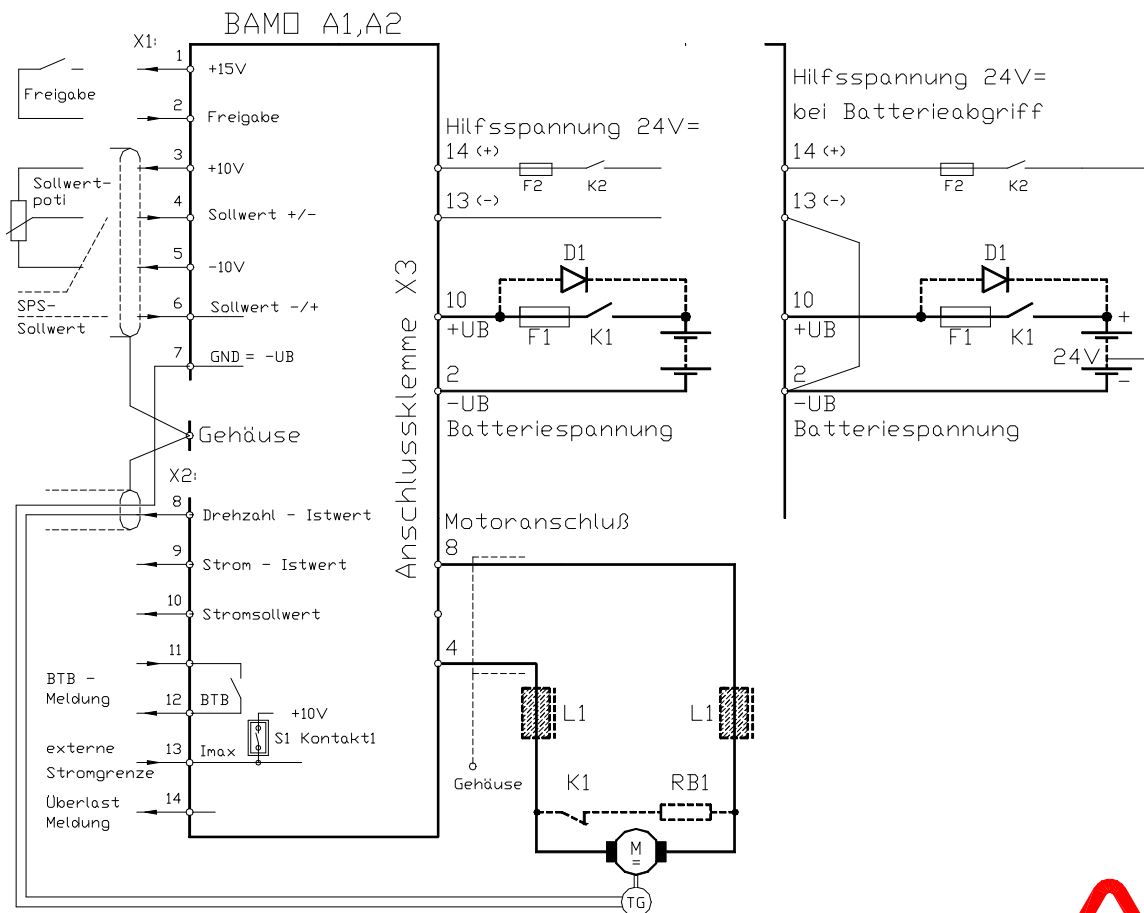 BAMO A1,A2
X1:
1
+15V
Freigabe
2
Freigabe
3
+10V
Sollwert-
poti
4
Sollwert +/-
5
-10V
SPS-
Sollwert
6
Sollwert -/+
7
GND = -UB
Gehäuse
X2:
8
Drehzahl - Istwert
9
Strom - Istwert
10
Stromsollwert
11
BTB -
Meldung
12
BTB
+10V
S1 Kontakt1
13
Imax
externe
Stromgrenze
14
Überlast
Meldung
Anschlussklemme X3
Hilfsspannung 24V=
14 (+)
F2
K2
13 (-)
D1
10
+UB
F1
K1
2
-UB
Batteriespannung
Motoranschluß
8
4
L1
L1
Gehäuse
K1
RB1
M
=
TG
Hilfsspannung 24V=
bei Batterieabgriff
14 (+)
F2
K2
13 (-)
D1
10
+UB
F1
K1
+
24V
-
2
-UB
Batteriespannung